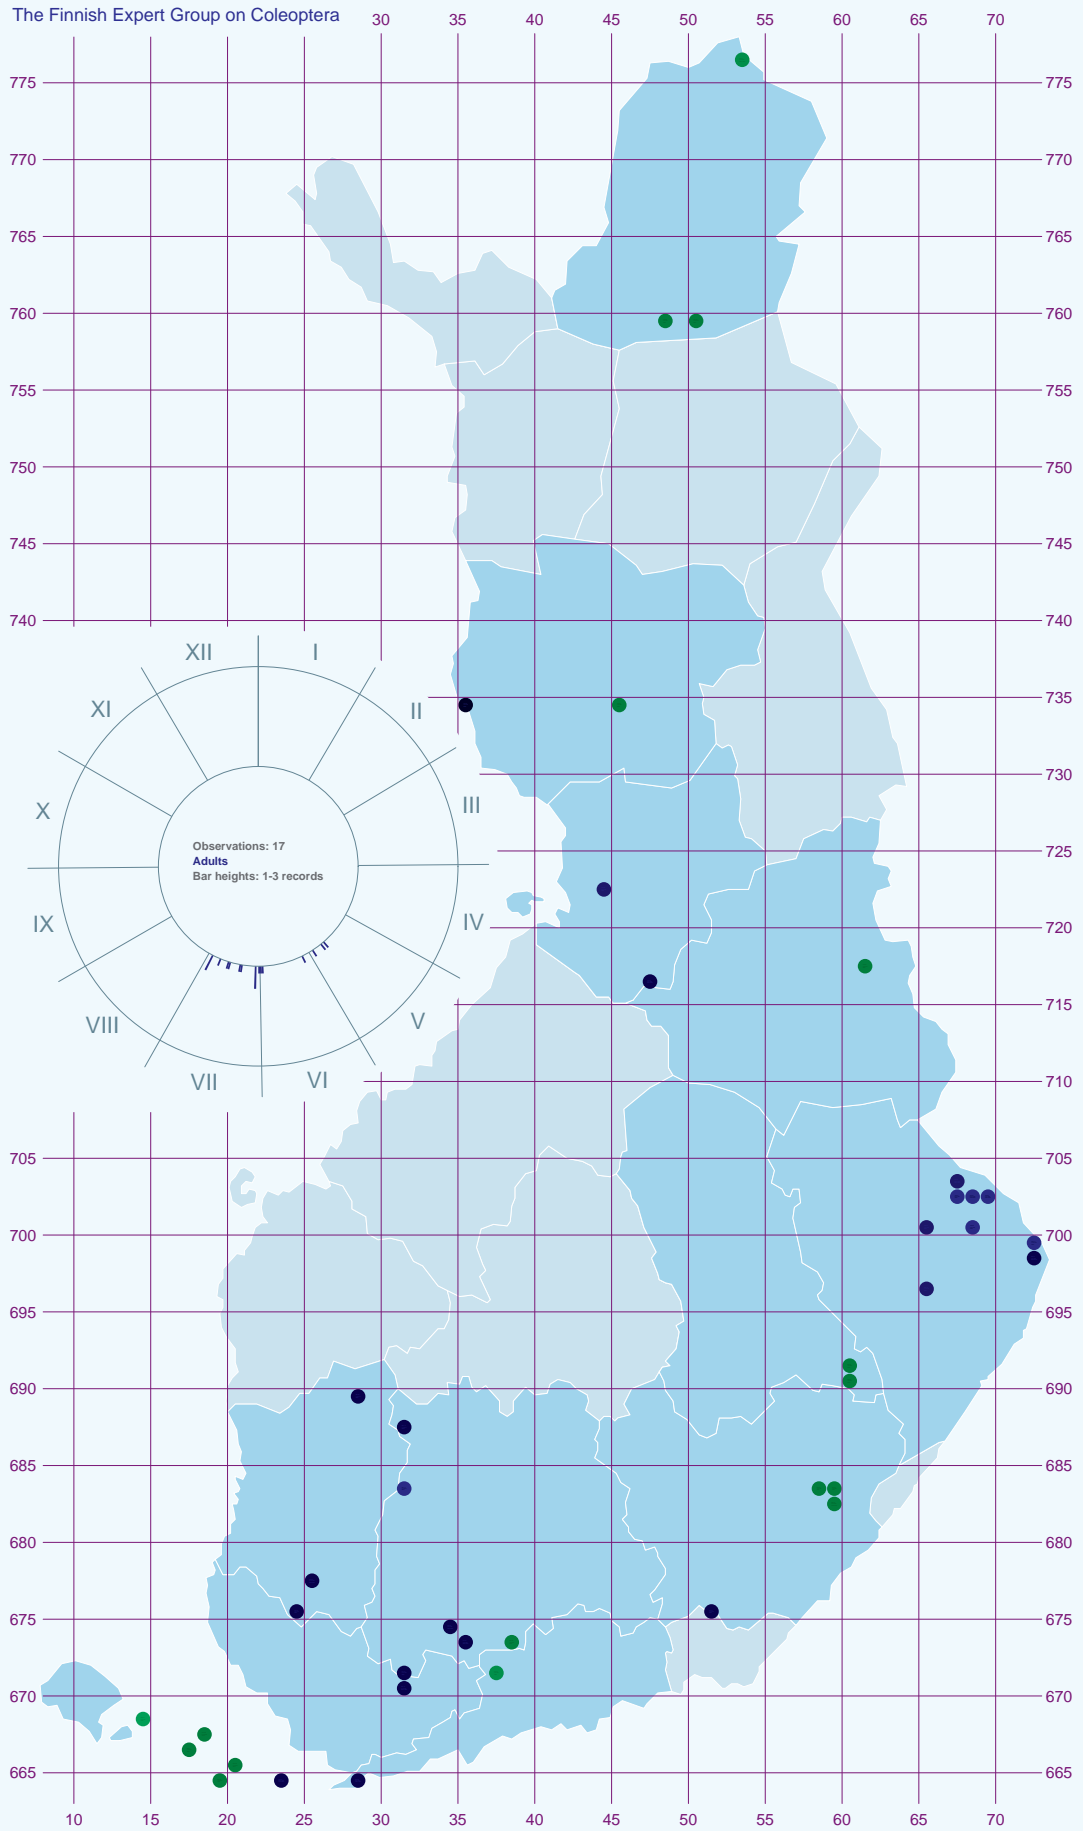 The Finnish Expert Group on Coleoptera
30 35 40 45 50 55 60 65 70
775 775
770 770
765 765
760 760
755 755
750 750
745 745
740 740
XII I
XI II
735
X III
730
Observations: 17
Adults
Bar heights: 1-3 records
725
IX IV
720
VIII V
715
VII VI
710
705 705
700 700
695 695
690 690
685 685
680 680
675 675
670 670
665 665
10 15 20 25 30 35 40 45 50 55 60 65 70